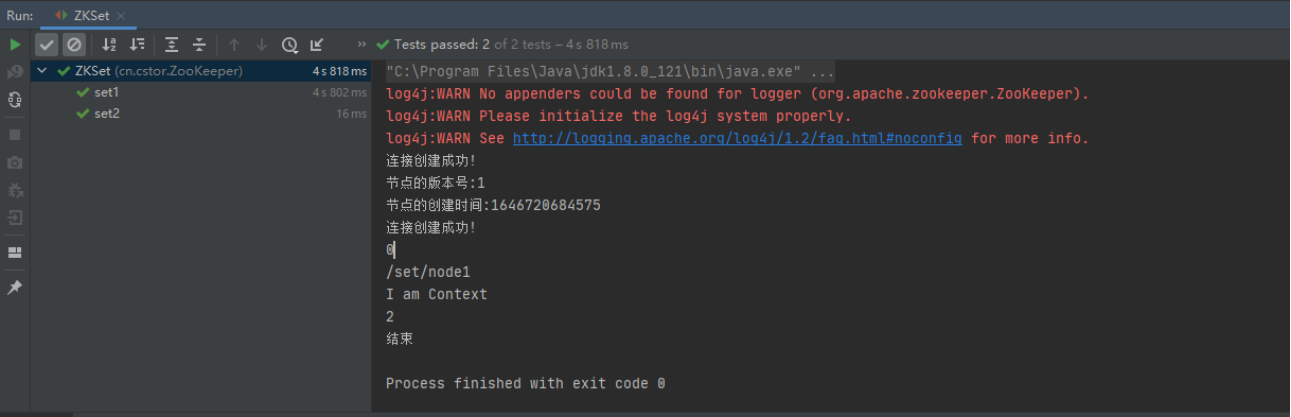 Run: ZKSet
Tests passed: 2 of 2 tests – 4 s 818 ms
ZKSet (cn.cstor.ZooKeeper) 4 s 818 ms
set1 4 s 802 ms
set2 16 ms
"C:\Program Files\Java\jdk1.8.0_121\bin\java.exe" ...
log4j:WARN No appenders could be found for logger (org.apache.zookeeper.ZooKeeper).
log4j:WARN Please initialize the log4j system properly.
log4j:WARN See http://logging.apache.org/log4j/1.2/faq.html#noconfig for more info.
连接创建成功!
节点的版本号:1
节点的创建时间:1646720684575
连接创建成功!
0
/set/node1
I am Context
2
结束
Process finished with exit code 0